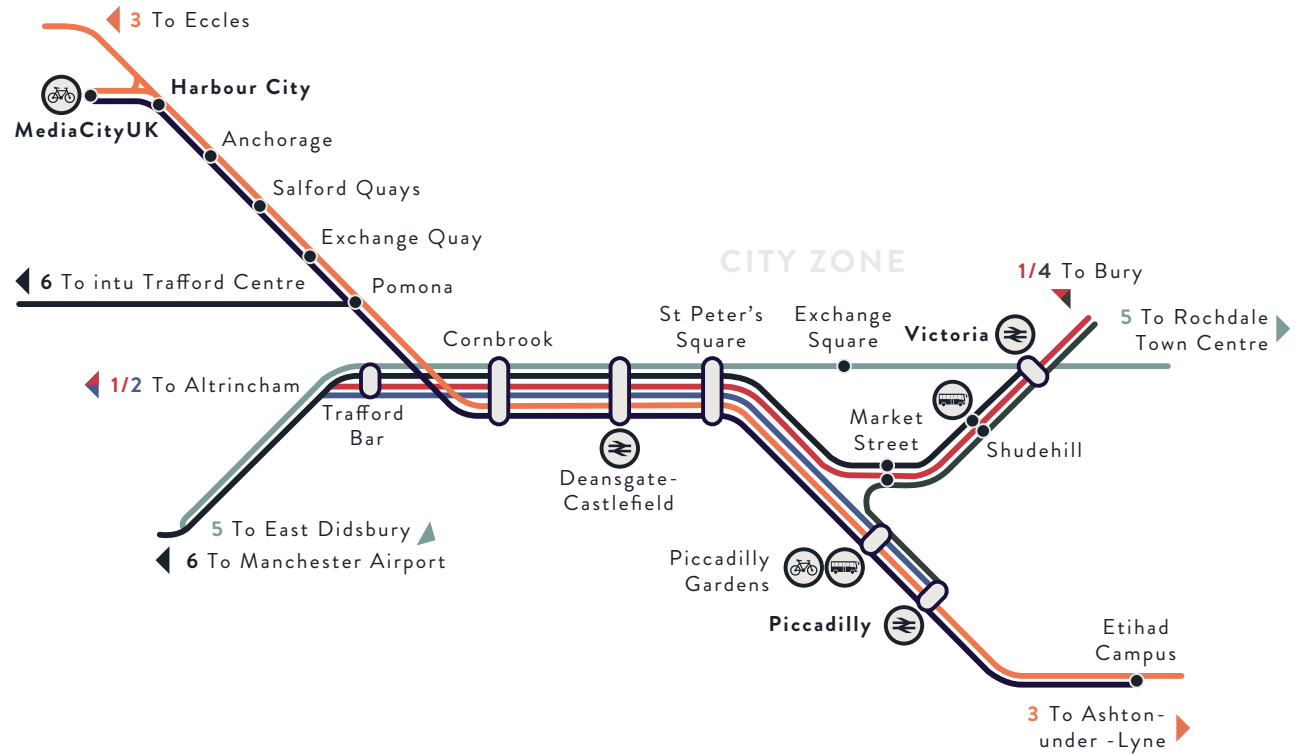 3 To Eccles
Harbour City
MediaCityUK
Anchorage
Salford Quays
Exchange Quay
6 To intu Trafford Centre
Pomona
CITY ZONE
1/4 To Bury
5 To Rochdale
Town Centre
St Peter's
Square
Exchange
Square
Victoria
Cornbrook
1/2 To Altrincham
Trafford
Bar
Market
Street
Shudehill
Deansgate-
Castlefield
5 To East Didsbury
6 To Manchester Airport
Piccadilly
Gardens
Piccadilly
Etihad
Campus
3 To Ashton-
under -Lyne